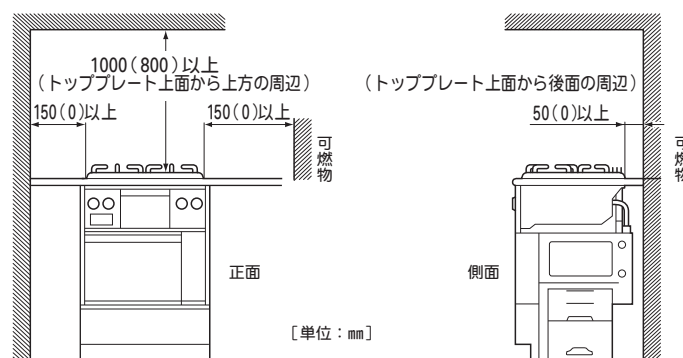 1000(800)以上
(トッププレート上面から上方の周辺)
150(0)以上
150(0)以上
可燃物
正面
(トッププレート上面から後面の周辺)
50(0)以上
可燃物
側面
[単位：㎜]